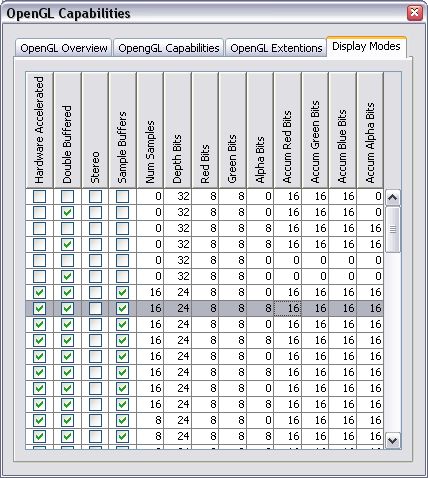 OpenGL Capabilities
OpenGL Overview
OpengGL Capabilities
OpenGL Extentions
Display Modes
Hardware Accelerated
Double Buffered
Stereo
Sample Buffers
Num Samples
Depth Bits
Red Bits
Green Bits
Alpha Bits
Accum Red Bits
Accum Green Bits
Accum Blue Bits
Accum Alpha Bits
0 32 8 8 0 16 16 16 0
0 32 8 8 0 16 16 16 0
0 32 8 8 8 16 16 16 16
0 32 8 8 8 16 16 16 16
0 32 8 8 0 0 0 0 0
0 32 8 8 0 0 0 0 0
16 24 8 8 0 16 16 16 16
16 24 8 8 8 16 16 16 16
16 24 8 8 0 16 16 16 16
16 24 8 8 8 16 16 16 16
16 24 8 8 0 16 16 16 16
16 24 8 8 8 16 16 16 16
16 24 8 8 0 16 16 16 16
16 24 8 8 8 16 16 16 16
8 24 8 8 0 16 16 16 16
8 24 8 8 8 16 16 16 16